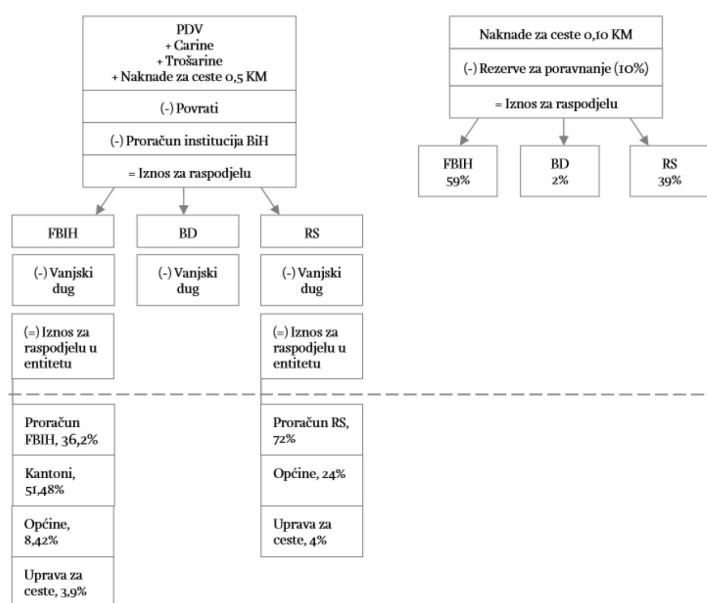 PDV
+ Carine
+ Trošarine
+ Naknade za ceste 0,5 KM
(-) Povrati
(-) Proračun institucija BiH
= Iznos za raspodjelu
FBIH
BD
RS
(-) Vanjski
dug
(-) Vanjski
dug
(-) Vanjski
dug
(=) Iznos za
raspodjelu u
entitetu
(=) Iznos za
raspodjelu u
entitetu
Proračun
FBIH, 36,2%
Kantoni,
51,48%
Općine,
8,42%
Uprava za
ceste, 3,9%
Proračun RS,
72%
Općine, 24%
Uprava za
ceste, 4%
Naknade za ceste 0,10 KM
(-) Rezerve za poravnanje (10%)
= Iznos za raspodjelu
FBIH
59%
BD
2%
RS
39%